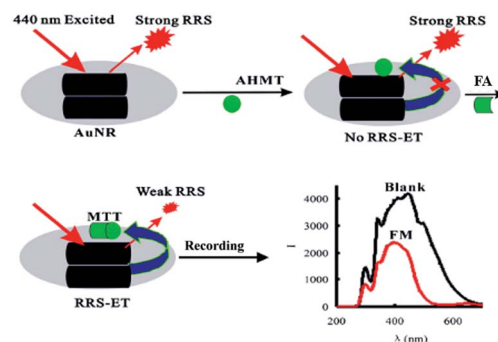 440 nm Excited
Strong RRS
AuNR
AHMT
Strong RRS
No RRS-ET
FA
Weak RRS
MTT
RRS-ET
Recording
4000
3000
2000
1000
0
I
Blank
FM
200 400 600
λ (nm)